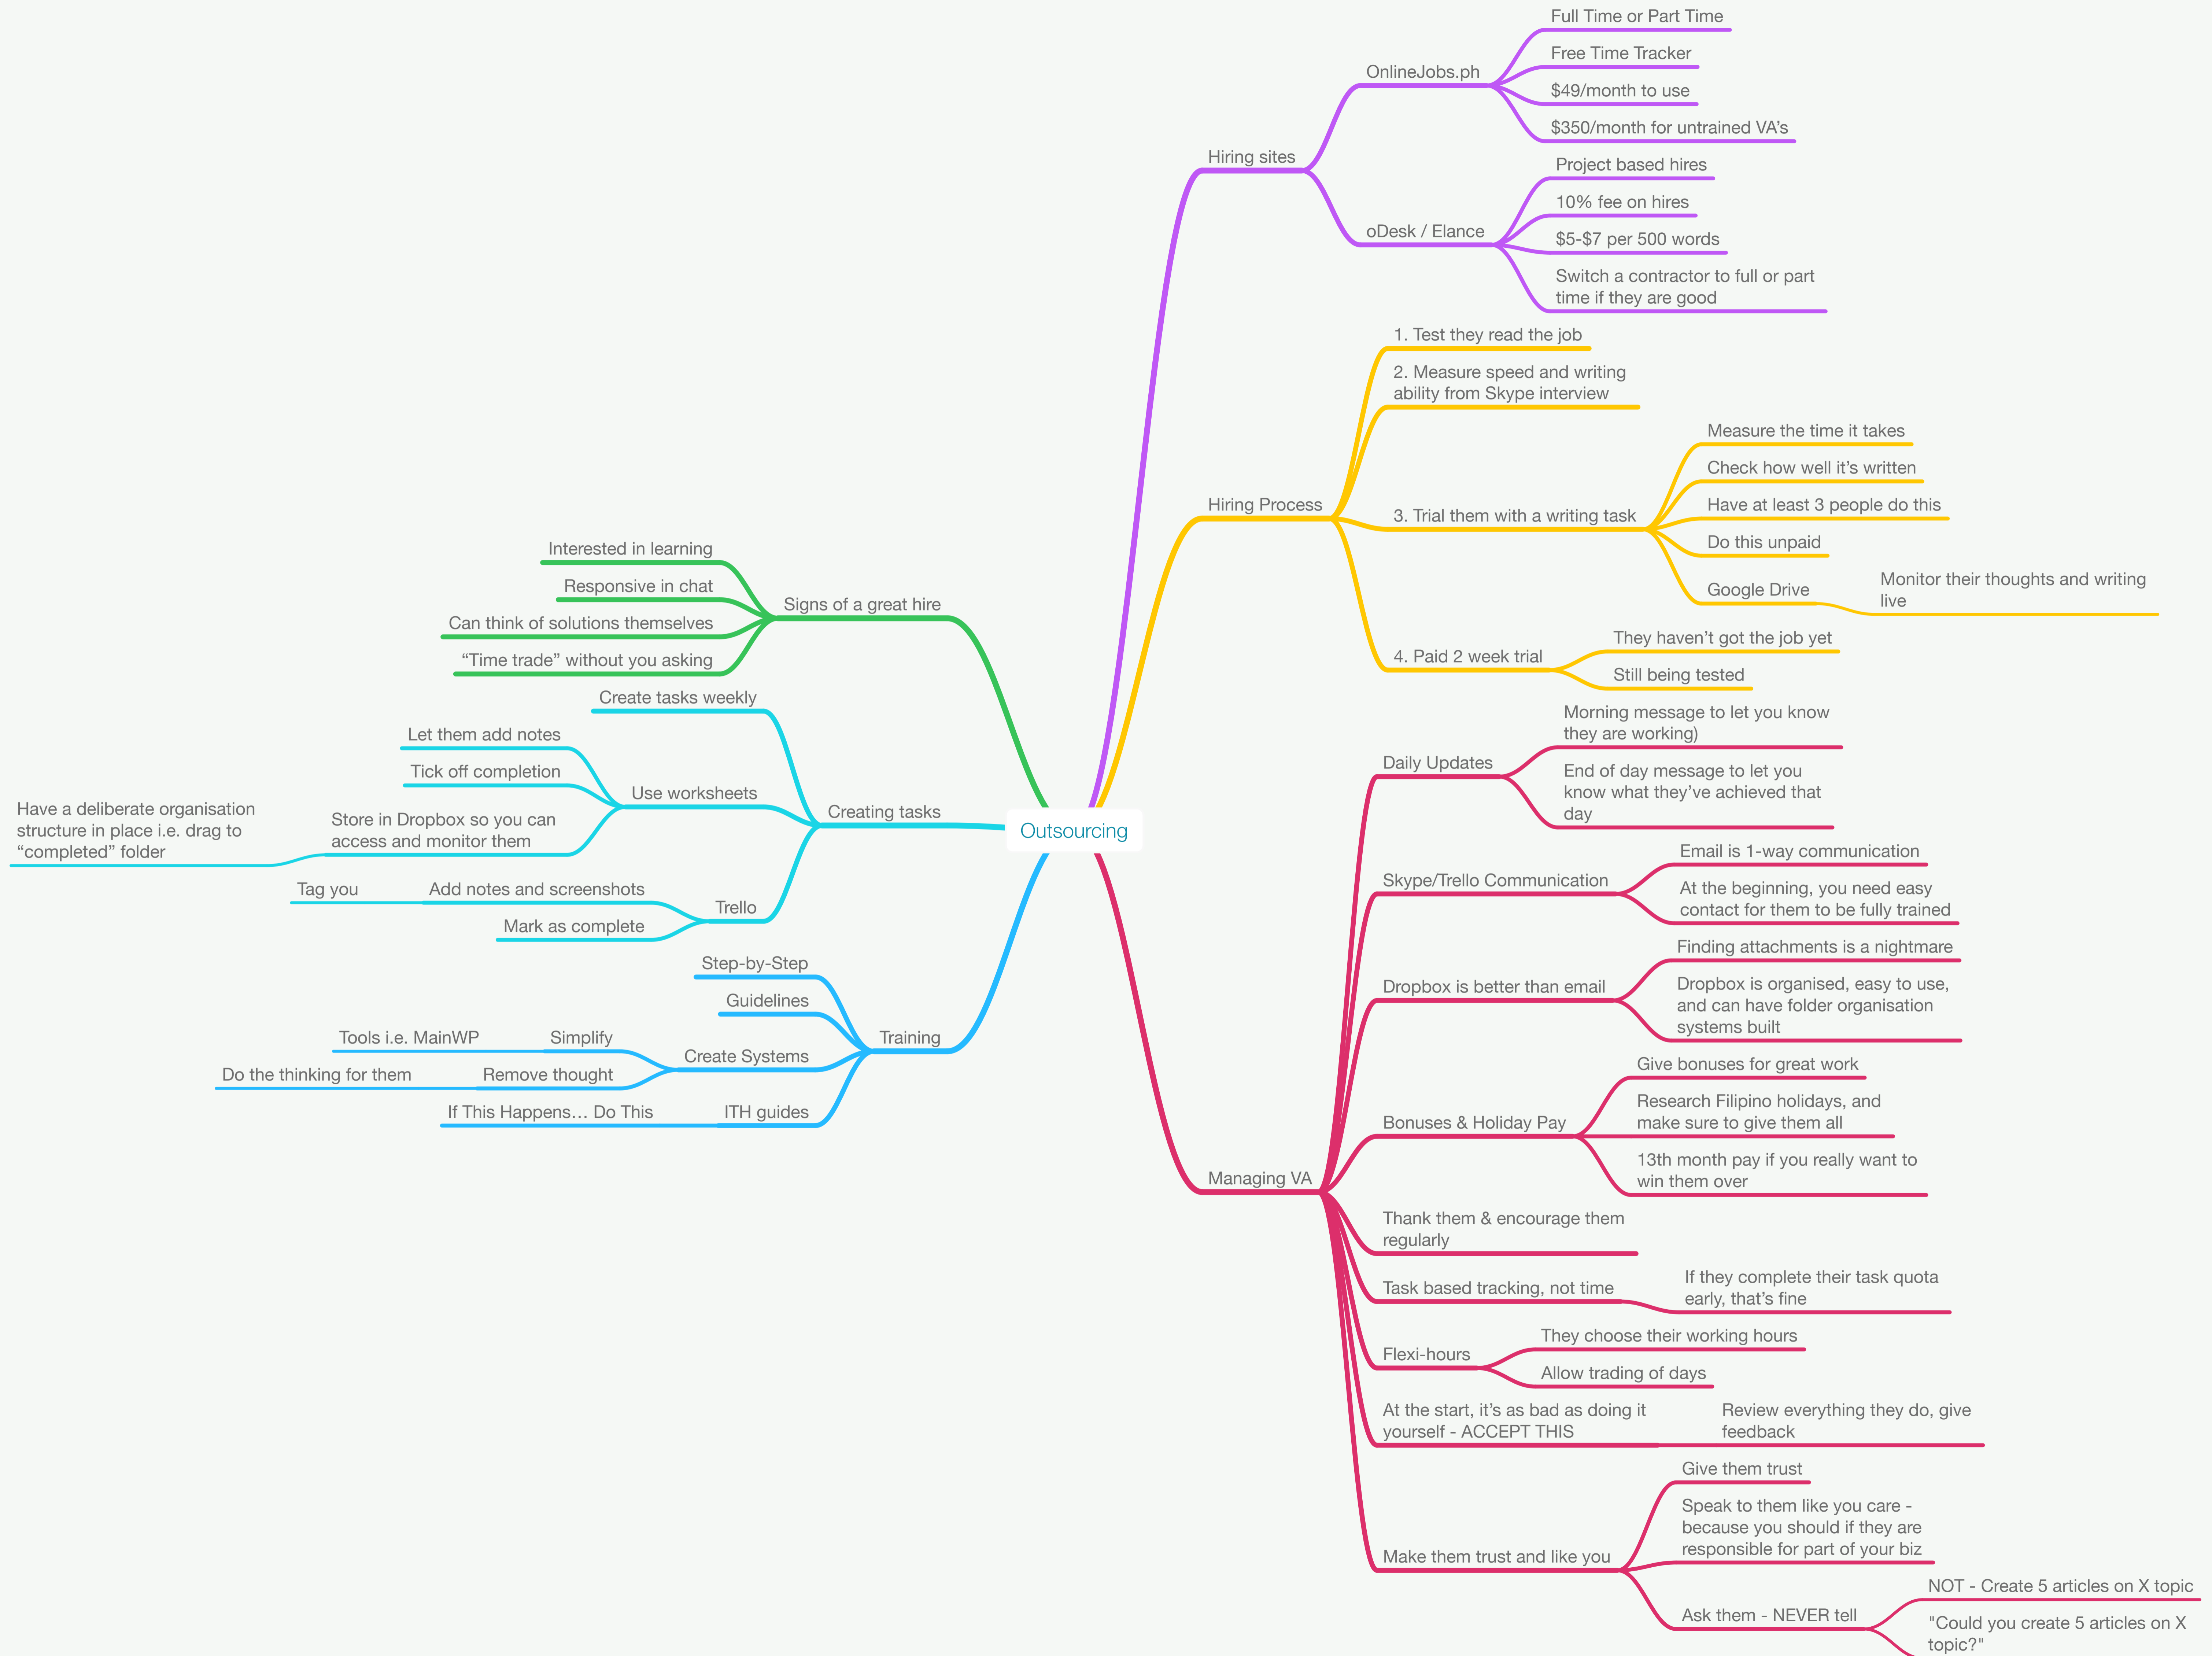 Outsourcing
Hiring sites
OnlineJobs.ph
Full Time or Part Time
Free Time Tracker
$49/month to use
$350/month for untrained VA’s
oDesk / Elance
Project based hires
10% fee on hires
$5-$7 per 500 words
Switch a contractor to full or part
time if they are good
Hiring Process
1. Test they read the job
2. Measure speed and writing
ability from Skype interview
3. Trial them with a writing task
Measure the time it takes
Check how well it’s written
Have at least 3 people do this
Do this unpaid
Google Drive
Monitor their thoughts and writing
live
4. Paid 2 week trial
They haven’t got the job yet
Still being tested
Managing VA
Daily Updates
Morning message to let you know
they are working)
End of day message to let you
know what they’ve achieved that
day
Skype/Trello Communication
Email is 1-way communication
At the beginning, you need easy
contact for them to be fully trained
Dropbox is better than email
Finding attachments is a nightmare
Dropbox is organised, easy to use,
and can have folder organisation
systems built
Bonuses & Holiday Pay
Give bonuses for great work
Research Filipino holidays, and
make sure to give them all
13th month pay if you really want to
win them over
Thank them & encourage them
regularly
Task based tracking, not time
If they complete their task quota
early, that’s fine
Flexi-hours
They choose their working hours
Allow trading of days
At the start, it’s as bad as doing it
yourself - ACCEPT THIS
Review everything they do, give
feedback
Make them trust and like you
Give them trust
Speak to them like you care -
because you should if they are
responsible for part of your biz
Ask them - NEVER tell
NOT - Create 5 articles on X topic
"Could you create 5 articles on X
topic?"
Signs of a great hire
Interested in learning
Responsive in chat
Can think of solutions themselves
“Time trade” without you asking
Creating tasks
Create tasks weekly
Use worksheets
Let them add notes
Tick off completion
Store in Dropbox so you can
access and monitor them
Have a deliberate organisation
structure in place i.e. drag to
“completed” folder
Trello
Add notes and screenshots
Tag you
Mark as complete
Training
Step-by-Step
Guidelines
Create Systems
Simplify
Tools i.e. MainWP
Remove thought
Do the thinking for them
ITH guides
If This Happens… Do This